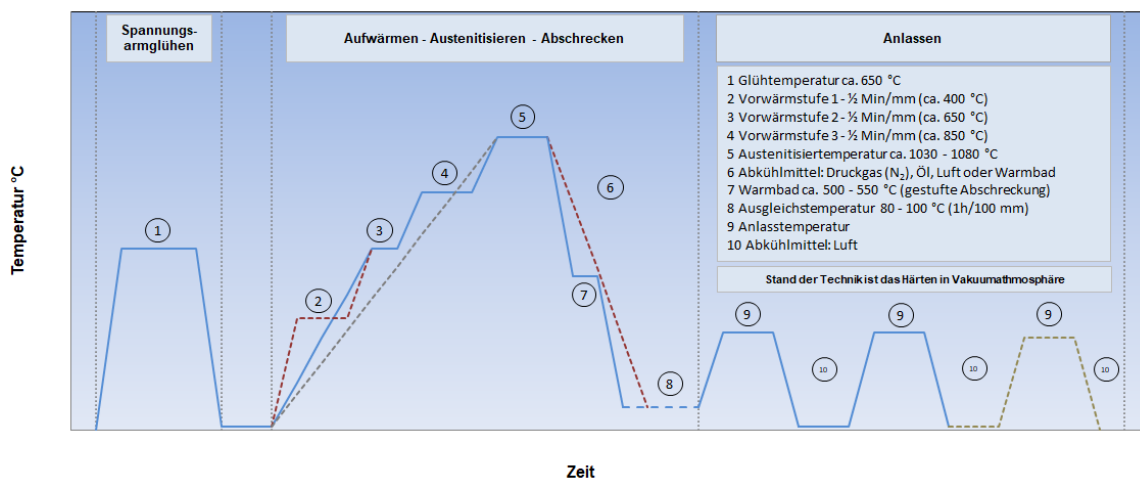 Spannungs-
armglühen
Aufwärmen - Austenitisieren - Abschrecken
Anlassen
1 Glühtemperatur ca. 650 °C
2 Vorwärmstufe 1 - ½ Min/mm (ca. 400 °C)
3 Vorwärmstufe 2 - ½ Min/mm (ca. 650 °C)
4 Vorwärmstufe 3 - ½ Min/mm (ca. 850 °C)
5 Austenitisiertemperatur ca. 1030 - 1080 °C
6 Abkühlmittel: Druckgas (N₂), Öl, Luft oder Warmbad
7 Warmbad ca. 500 - 550 °C (gestufte Abschreckung)
8 Ausgleichstemperatur 80 - 100 °C (1h/100 mm)
9 Anlasstemperatur
10 Abkühlmittel: Luft
Stand der Technik ist das Härten in Vakuumathmosphäre
1
2
3
4
5
6
7
8
9
10
9
10
9
10
Temperatur °C
Zeit